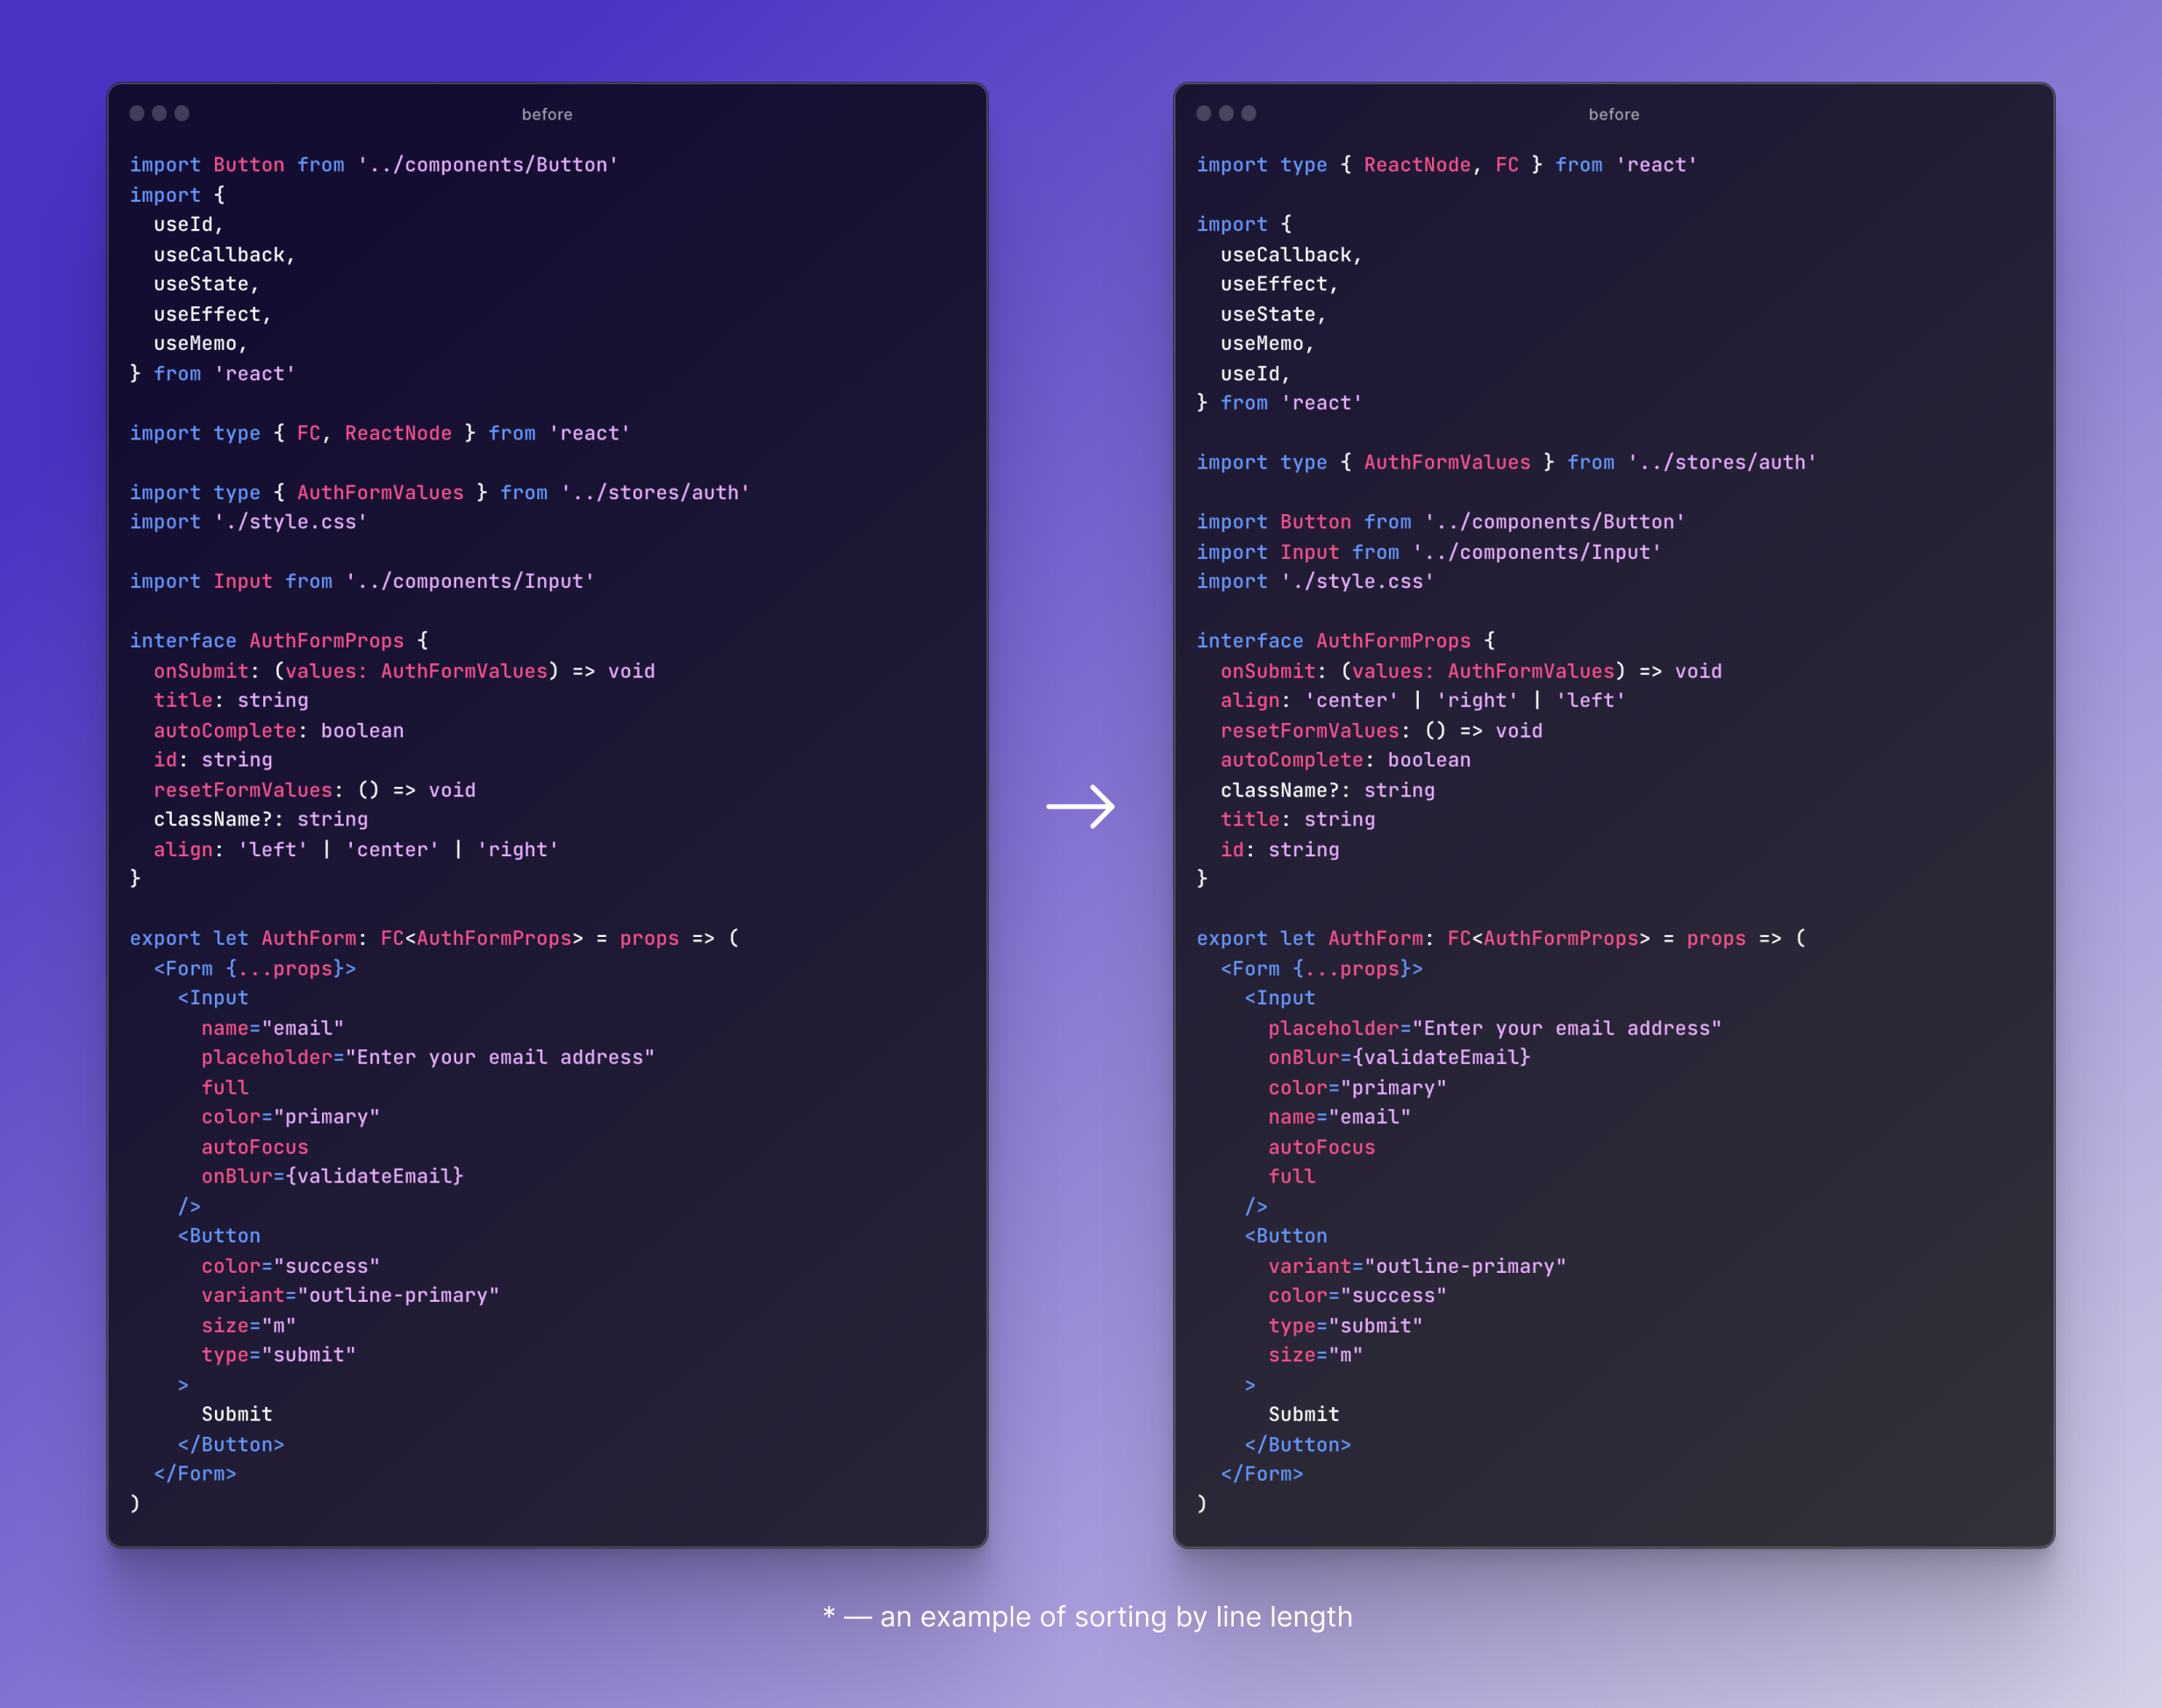 before
import Button from '../components/Button'
import {
  useId,
  useCallback,
  useState,
  useEffect,
  useMemo,
} from 'react'

import type { FC, ReactNode } from 'react'

import type { AuthFormValues } from '../stores/auth'
import './style.css'

import Input from '../components/Input'

interface AuthFormProps {
  onSubmit: (values: AuthFormValues) => void
  title: string
  autoComplete: boolean
  id: string
  resetFormValues: () => void
  className?: string
  align: 'left' | 'center' | 'right'
}

export let AuthForm: FC<AuthFormProps> = props => (
  <Form {...props}>
    <Input
      name="email"
      placeholder="Enter your email address"
      full
      color="primary"
      autoFocus
      onBlur={validateEmail}
    />
    <Button
      color="success"
      variant="outline-primary"
      size="m"
      type="submit"
    >
      Submit
    </Button>
  </Form>
)
before
import type { ReactNode, FC } from 'react'

import {
  useCallback,
  useEffect,
  useState,
  useMemo,
  useId,
} from 'react'

import type { AuthFormValues } from '../stores/auth'

import Button from '../components/Button'
import Input from '../components/Input'
import './style.css'

interface AuthFormProps {
  onSubmit: (values: AuthFormValues) => void
  align: 'center' | 'right' | 'left'
  resetFormValues: () => void
  autoComplete: boolean
  className?: string
  title: string
  id: string
}

export let AuthForm: FC<AuthFormProps> = props => (
  <Form {...props}>
    <Input
      placeholder="Enter your email address"
      onBlur={validateEmail}
      color="primary"
      name="email"
      autoFocus
      full
    />
    <Button
      variant="outline-primary"
      color="success"
      type="submit"
      size="m"
    >
      Submit
    </Button>
  </Form>
)
* — an example of sorting by line length